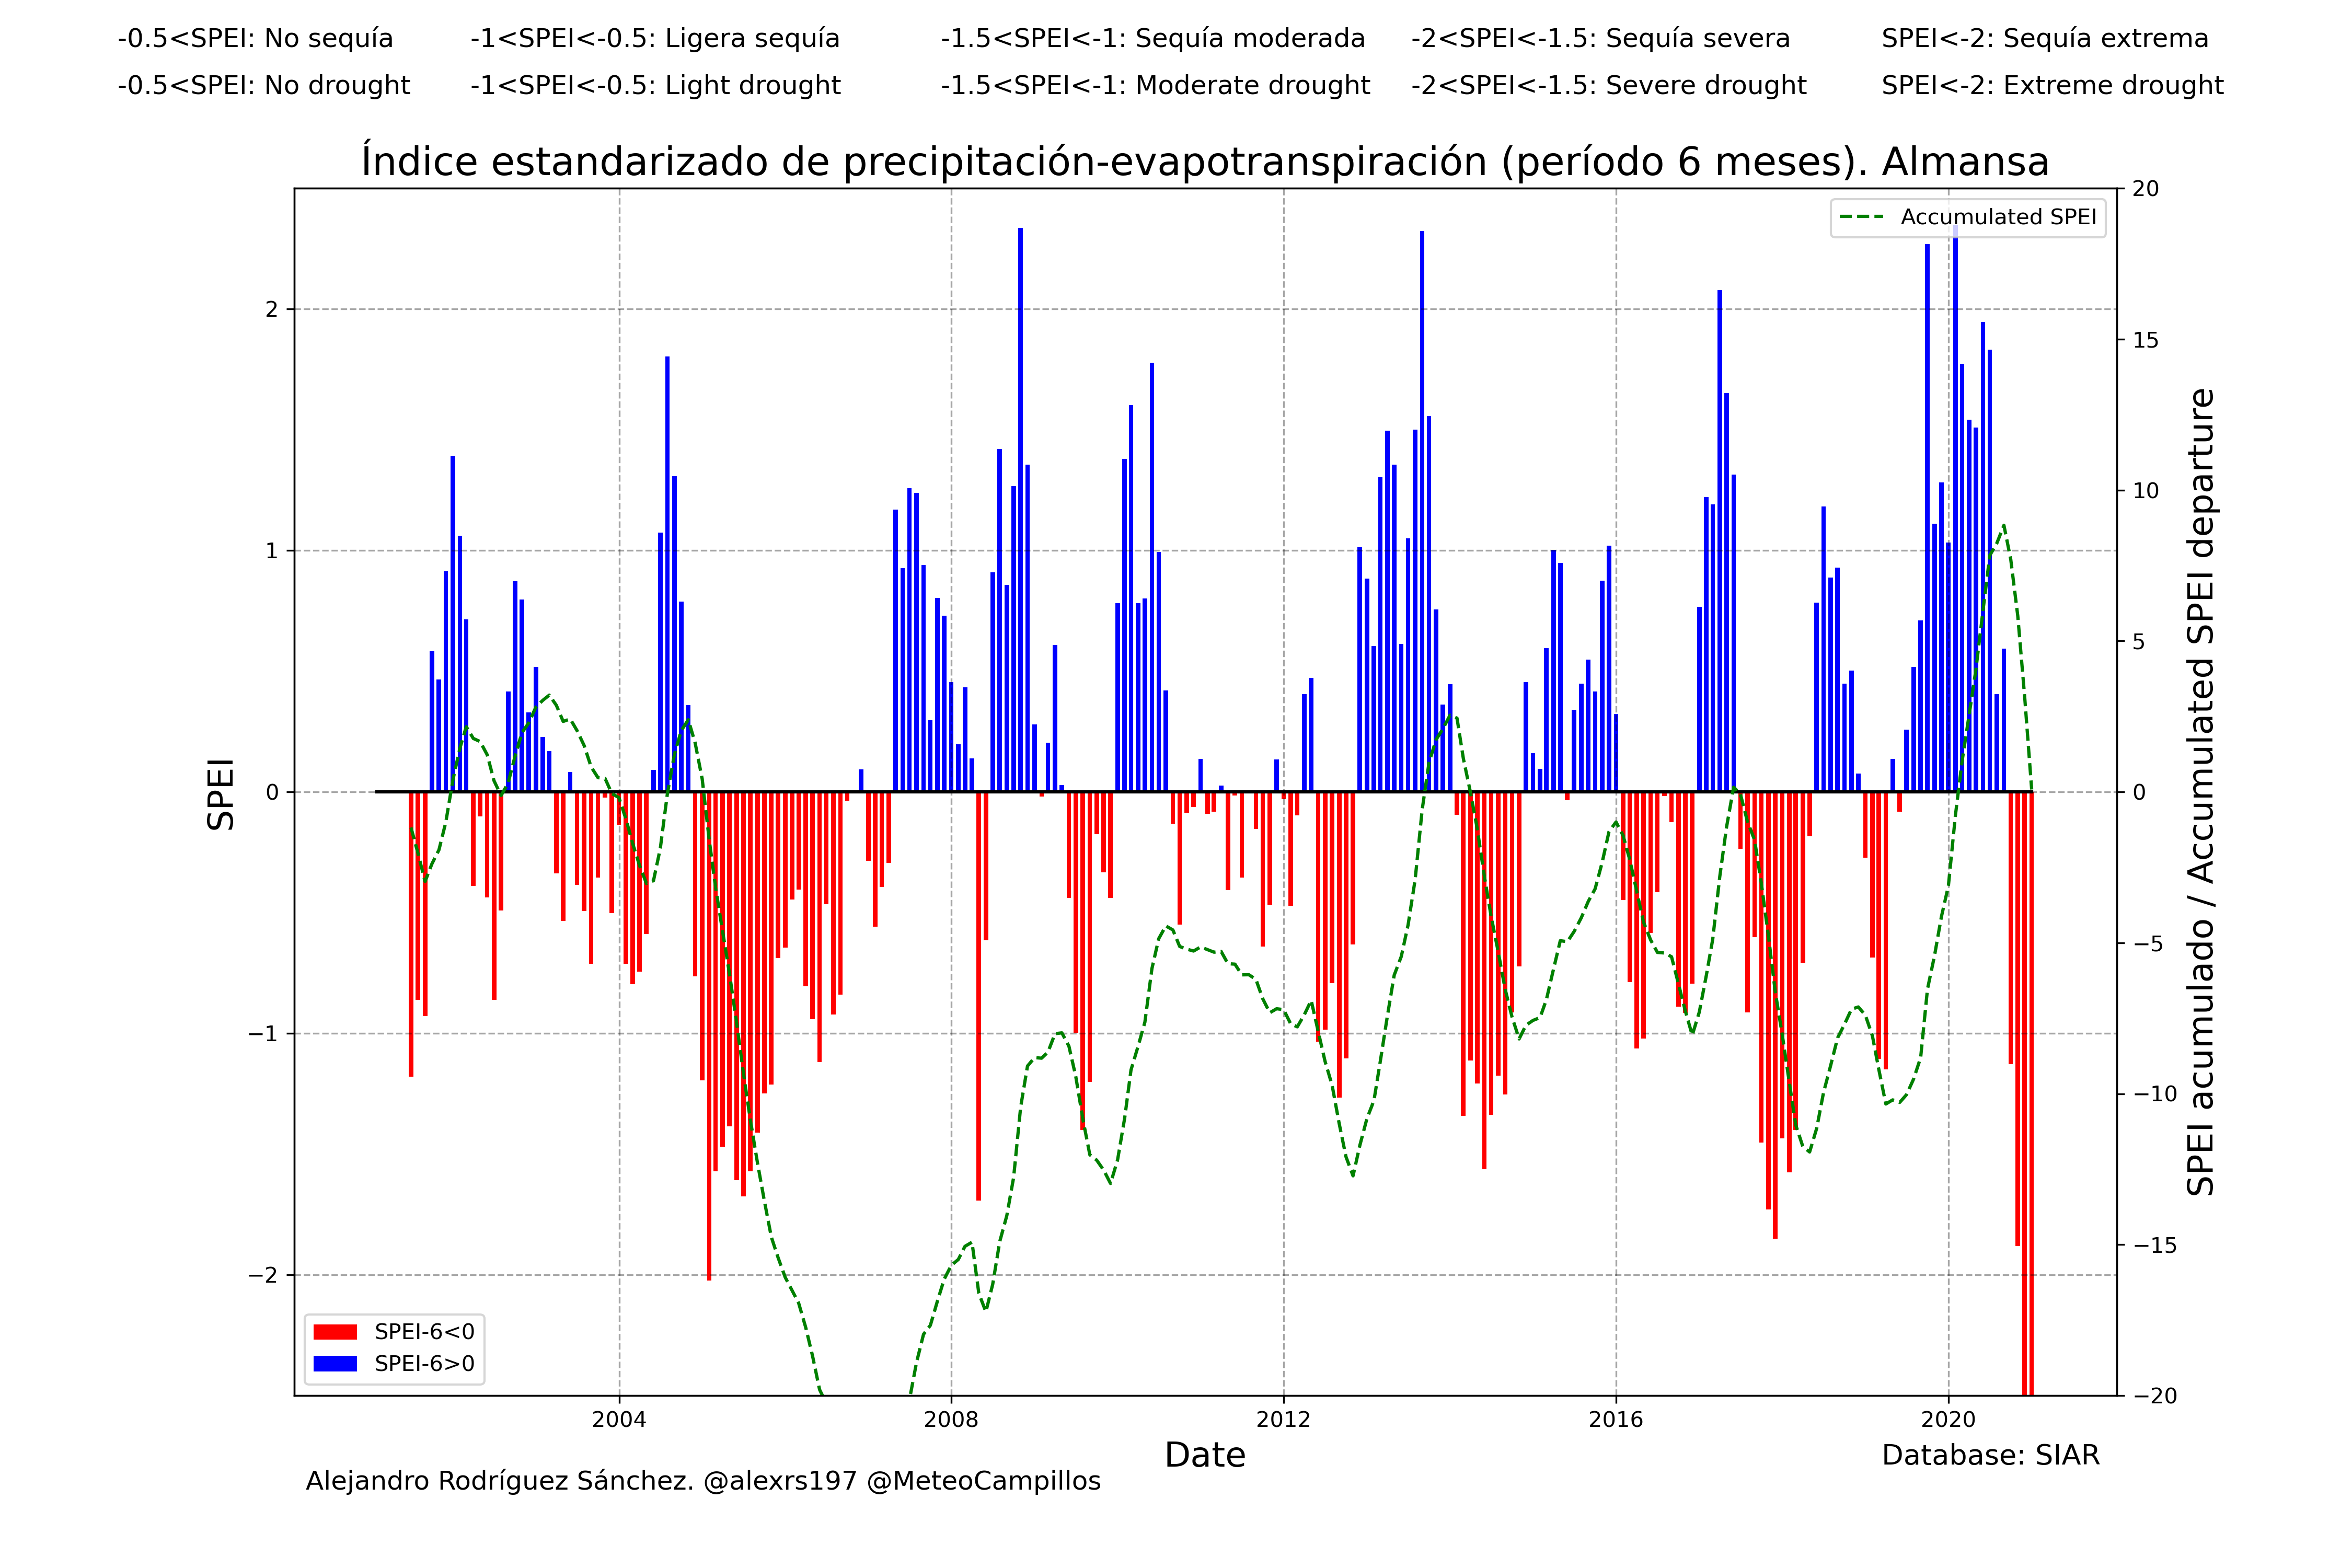 -0.5<SPEI: No sequía -1<SPEI<-0.5: Ligera sequía -1.5<SPEI<-1: Sequía moderada -2<SPEI<-1.5: Sequía severa SPEI<-2: Sequía extrema
-0.5<SPEI: No drought -1<SPEI<-0.5: Light drought -1.5<SPEI<-1: Moderate drought -2<SPEI<-1.5: Severe drought SPEI<-2: Extreme drought
Índice estandarizado de precipitación-evapotranspiración (período 6 meses). Almansa
Accumulated SPEI
SPEI
2
1
0
−1
−2
20
15
10
5
0
−5
−10
−15
−20
SPEI acumulado / Accumulated SPEI departure
SPEI-6<0
SPEI-6>0
2004 2008 2012 2016 2020
Date
Database: SIAR
Alejandro Rodríguez Sánchez. @alexrs197 @MeteoCampillos